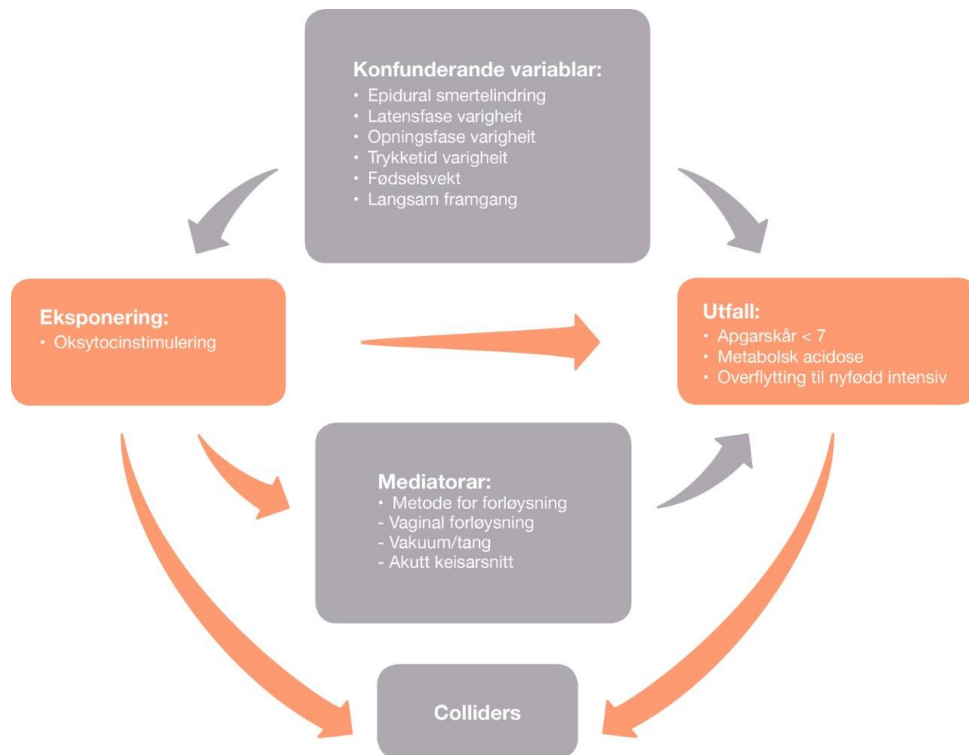 Konfunderande variablar:
• Epidural smertelindring
• Latensfase varigheit
• Opningsfase varigheit
• Trykketid varigheit
• Fødselsvekt
• Langsam framgang
Eksponering:
• Oksytocinstimulering
Utfall:
• Apgarskår < 7
• Metabolsk acidose
• Overflytting til nyfødd intensiv
Mediatorar:
• Metode for forløysning
- Vaginal forløysning
- Vakuum/tang
- Akutt keisarsnitt
Colliders